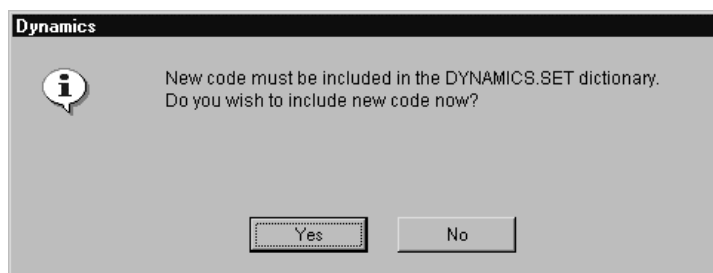 Dynamics
New code must be included in the DYNAMICS.SET dictionary.
Do you wish to include new code now?
Yes
No